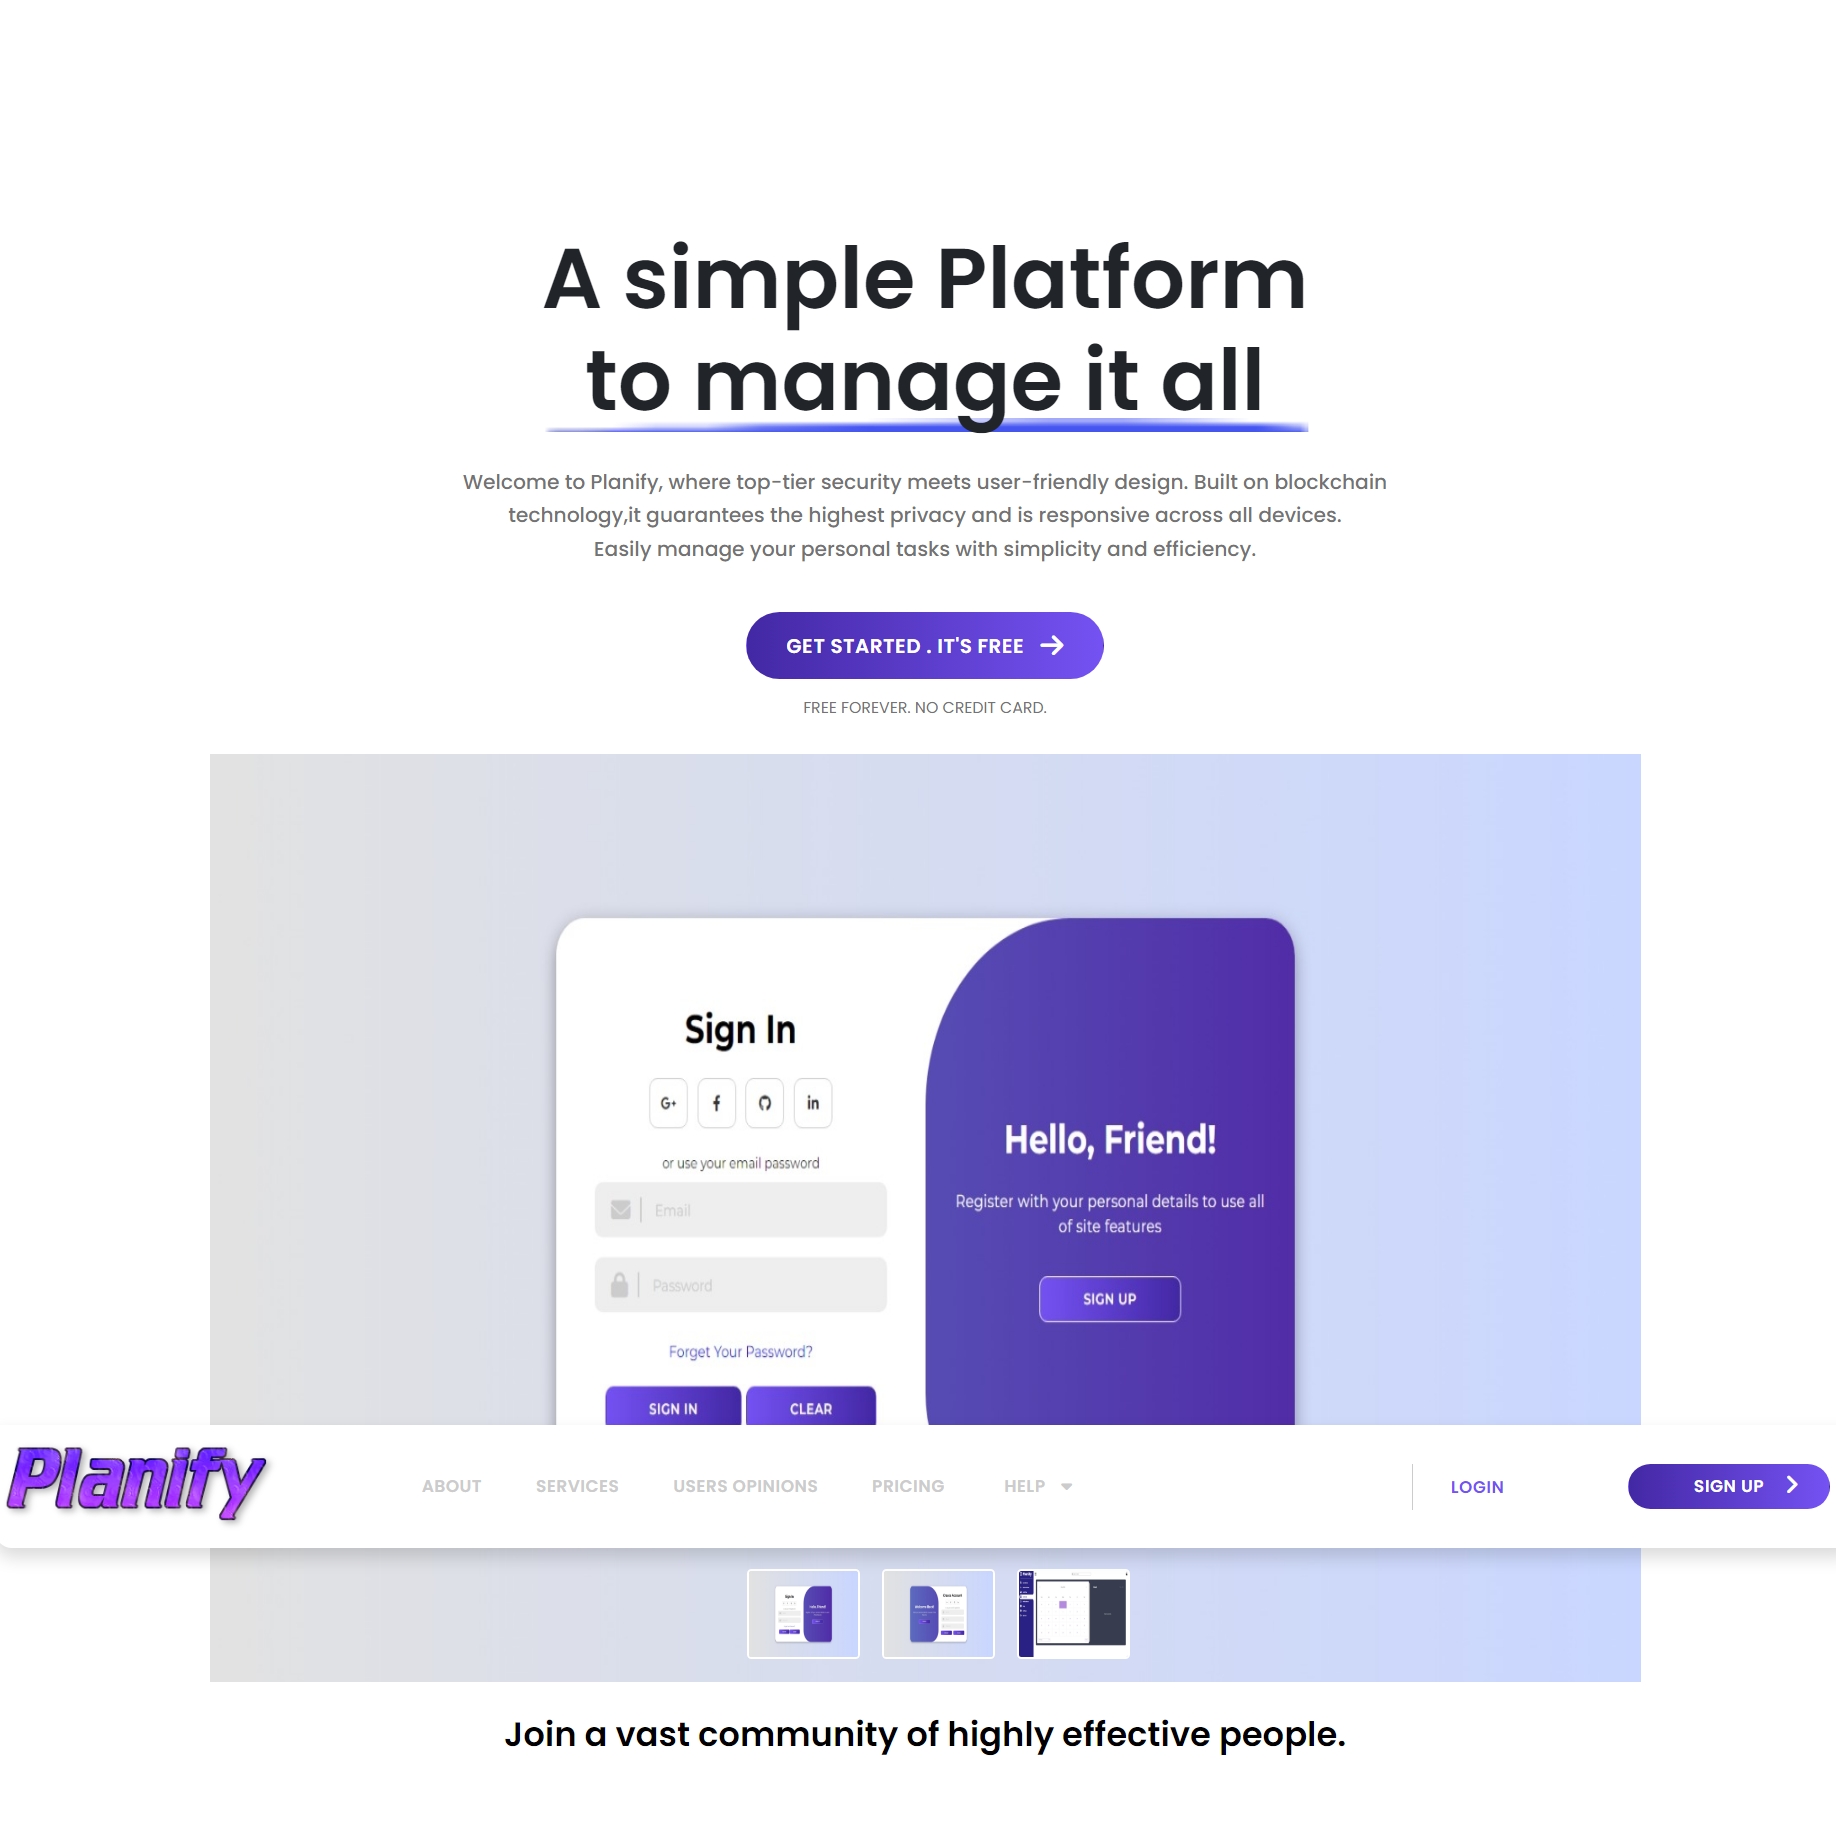 A simple Platform
to manage it all
Welcome to Planify, where top-tier security meets user-friendly design. Built on blockchain
technology,it guarantees the highest privacy and is responsive across all devices.
Easily manage your personal tasks with simplicity and efficiency.
GET STARTED . IT'S FREE
FREE FOREVER. NO CREDIT CARD.
Sign In
G+
f
in
or use your email password
Email
Password
Forget Your Password?
SIGN IN
CLEAR
Hello, Friend!
Register with your personal details to use all
of site features
SIGN UP
Planify
ABOUT
SERVICES
USERS OPINIONS
PRICING
HELP
LOGIN
SIGN UP
Join a vast community of highly effective people.